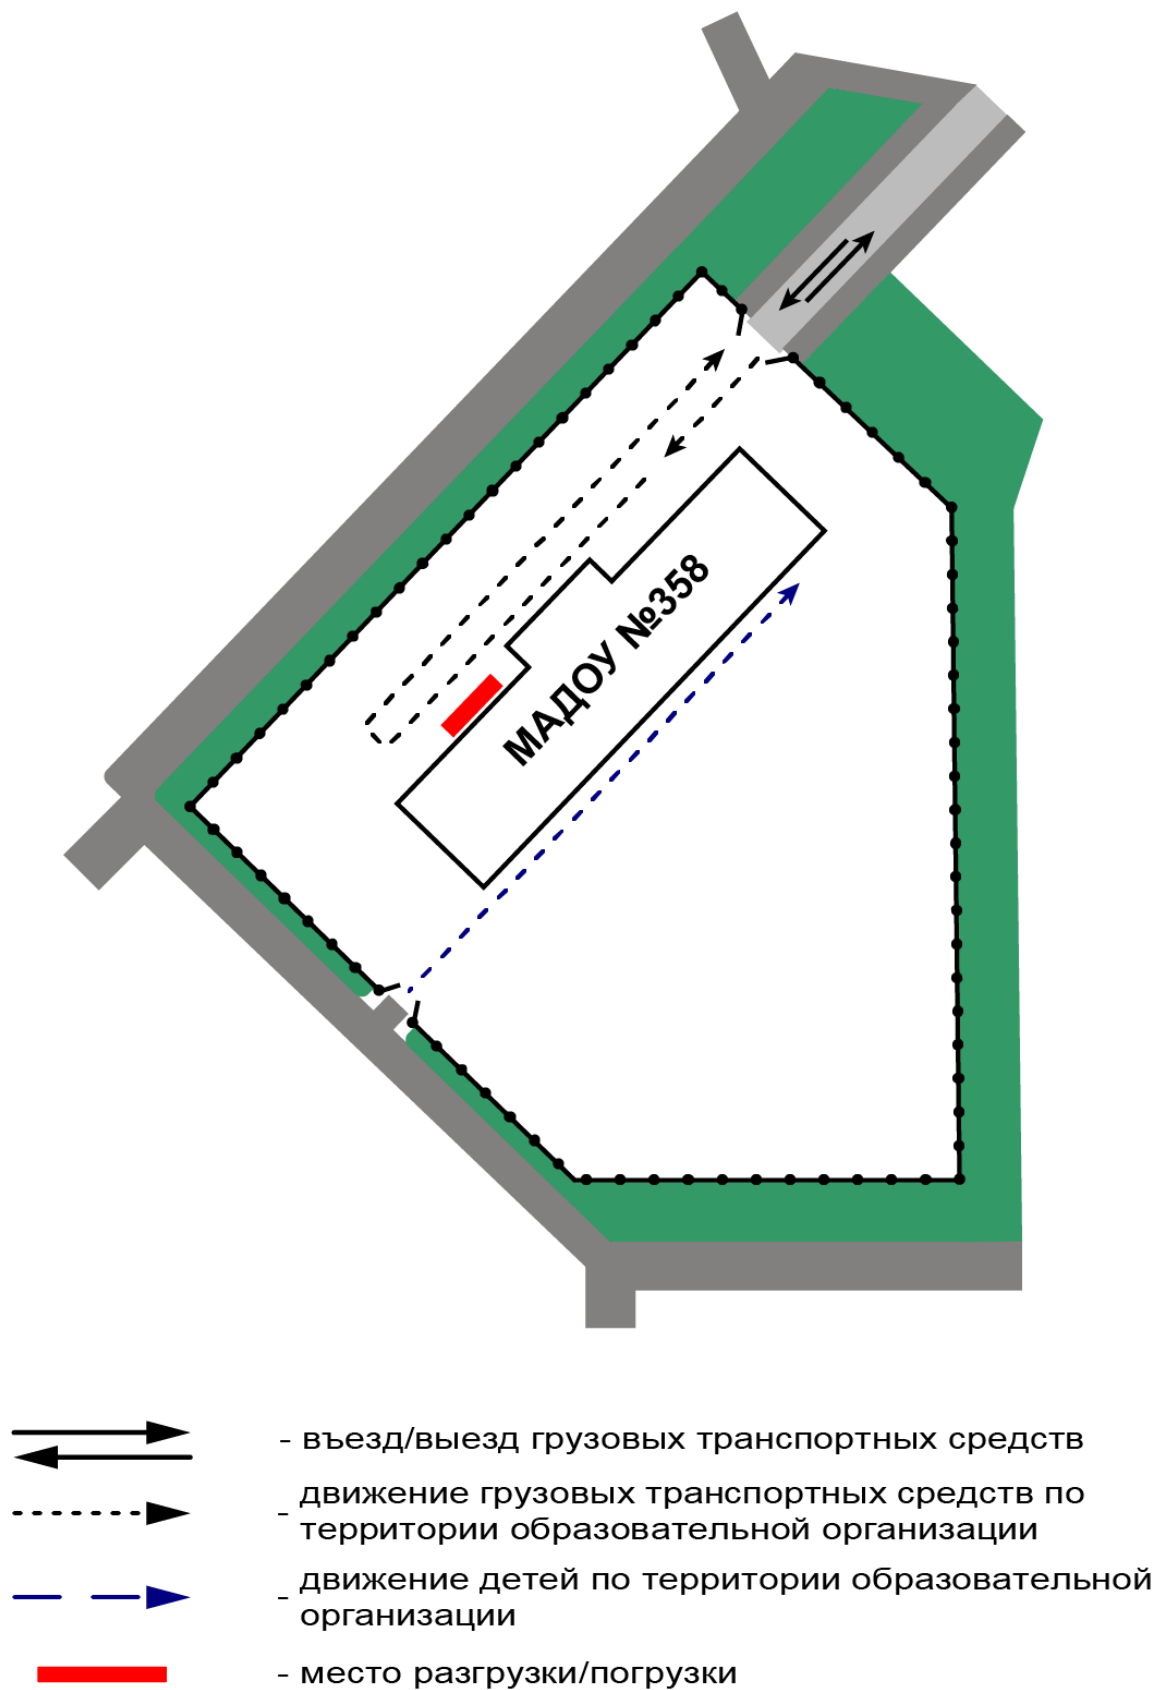 МАДОУ №358
- въезд/выезд грузовых транспортных средств
- движение грузовых транспортных средств по
территории образовательной организации
- движение детей по территории образовательной
организации
- место разгрузки/погрузки